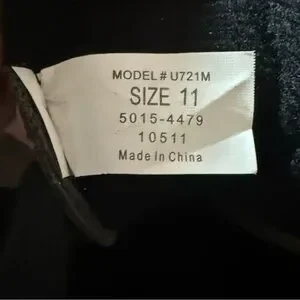 MODEL # U721M
SIZE 11
5015-4479
10511
Made In China